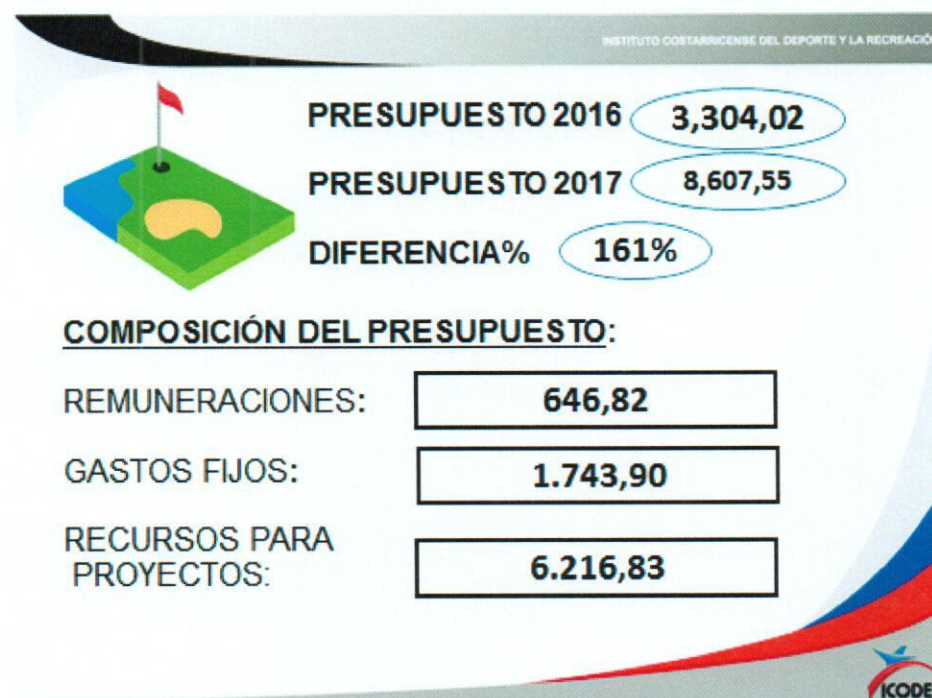 INSTITUTO COSTARRICENSE DEL DEPORTE Y LA RECREACIÓ
PRESUPUESTO 2016 3,304,02
PRESUPUESTO 2017 8,607,55
DIFERENCIA% 161%
COMPOSICIÓN DEL PRESUPUESTO:
REMUNERACIONES: 646,82
GASTOS FIJOS: 1.743,90
RECURSOS PARA
PROYECTOS: 6.216,83
ICODE